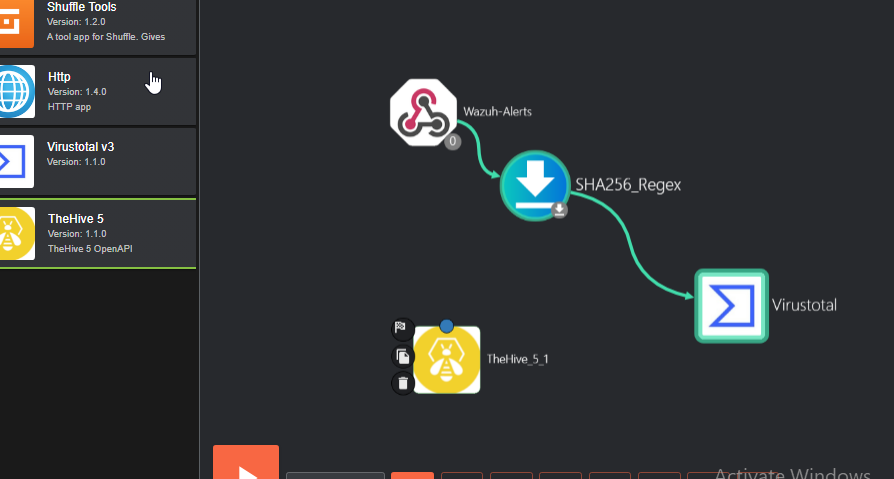 Shuffle Tools
Version: 1.2.0
A tool app for Shuffle. Gives
Http
Version: 1.4.0
HTTP app
Virustotal v3
Version: 1.1.0
TheHive 5
Version: 1.1.0
TheHive 5 OpenAPI
Wazuh-Alerts
0
SHA256_Regex
Virustotal
TheHive_5_1
Activate Windows